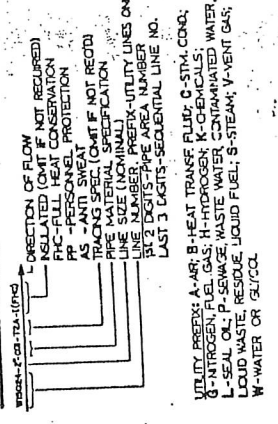 DIRECTION OF FLOW
INSULATED (OMIT IF NOT REQUIRED)
FHC-FULL HEAT CONSERVATION
PP -PERSONNEL PROTECTION
AS - ANTI SWEAT
TRACING SPEC. (OMIT IF NOT REQ'D)
PIPE MATERIAL SPECIFICATION
LINE SIZE (NOMINAL)
LINE NUMBER, PREFIX-UTILITY LINES ON
1ST 2 DIGITS-PIPE AREA NUMBER
LAST 3 DIGITS-SEQUENTIAL LINE NO.
UTILITY PREFIX: A-AIR; B-HEAT TRANSF. FLUID; C-STM. COND.;
G-NITROGEN, FUEL GAS; H-HYDROGEN; K-CHEMICALS;
L-SEAL OIL; P-SEWAGE, WASTE WATER, CONTAMINATED WATER,
LIQUID WASTE, RESIDUE, LIQUID FUEL; S-STEAM; V-VENT GAS;
W-WATER OR GLYCOL